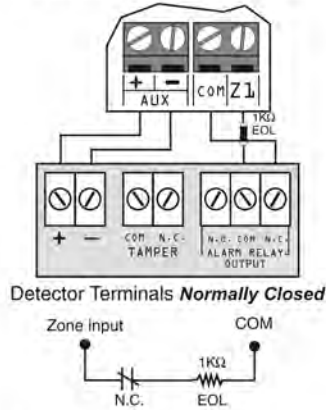 + − COM Z1
AUX
1KΩ
EOL
+ − COM N.C. N.O. COM N.C.
TAMPER ALARM RELAY
OUTPUT
Detector Terminals Normally Closed
Zone input COM
1KΩ
N.C. EOL